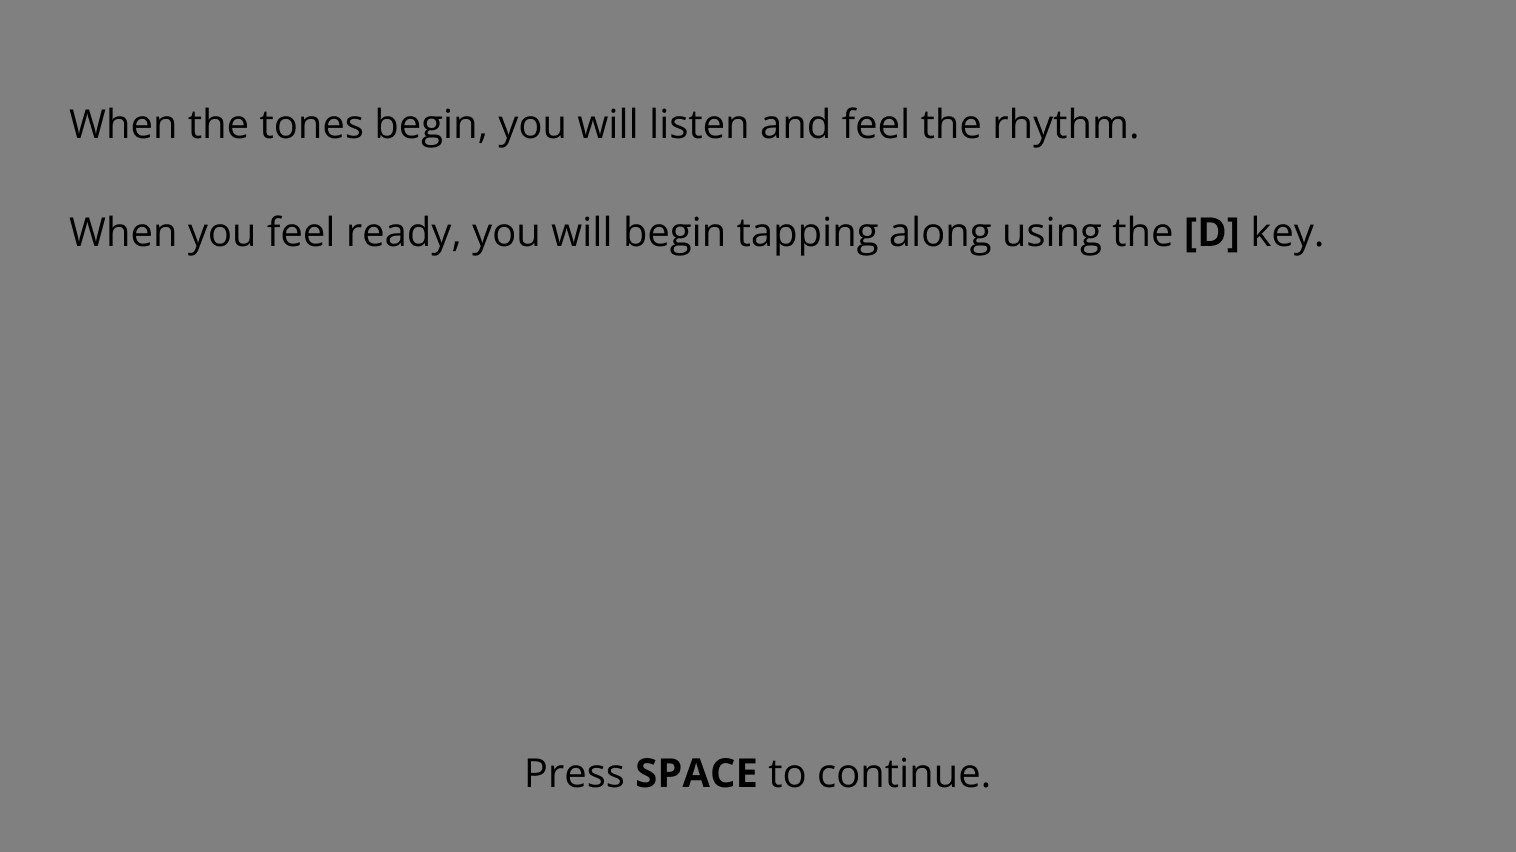 When the tones begin, you will listen and feel the rhythm.
When you feel ready, you will begin tapping along using the [D] key.
Press SPACE to continue.